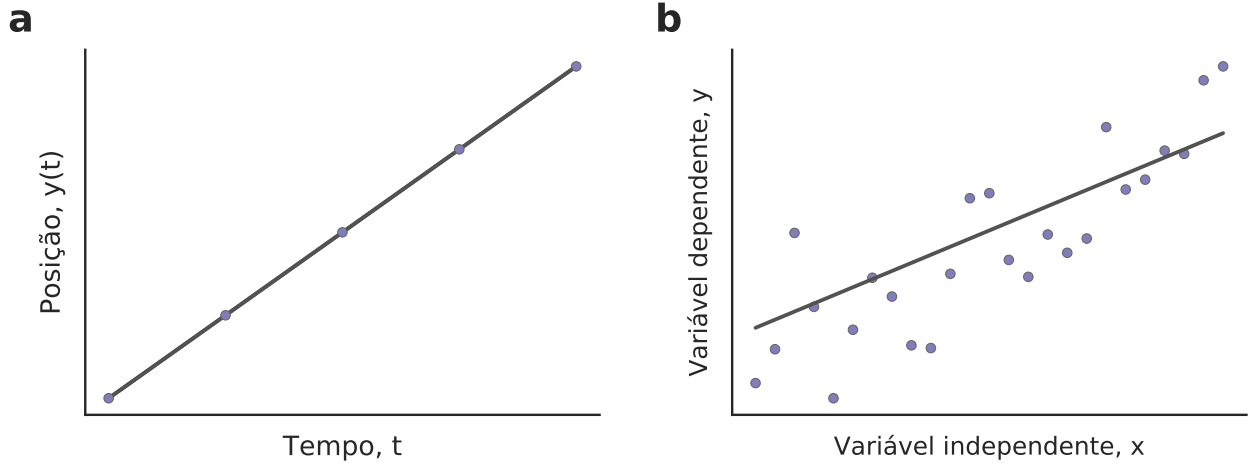 a
Posição, y(t)
Tempo, t
b
Variável dependente, y
Variável independente, x